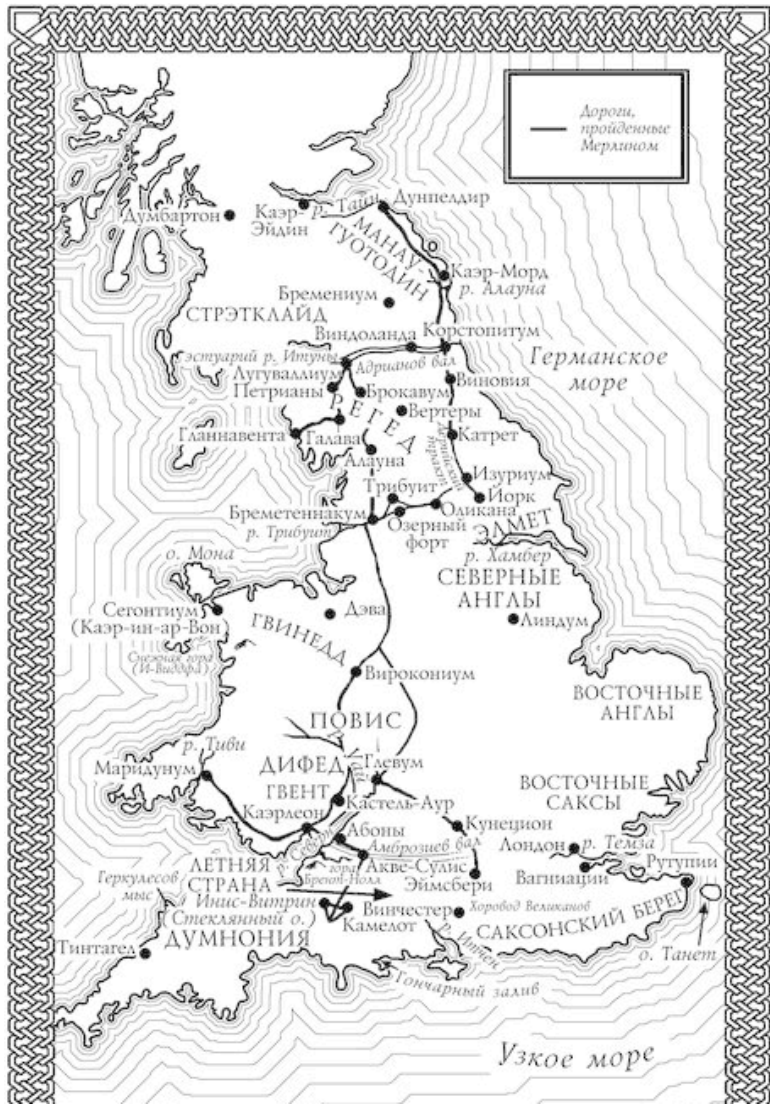 Дороги,
пройденные
Мерлином
Думбартон
Каэр-
Эйдин
р. Тайн
Дунпелдир
МАНАУ-
ГУОТОДИН
Каэр-Морд
р. Алауна
Бремениум
СТРЭТКЛАЙД
Виндоланда
Корстопитум
эстуарий р. Итуны
Адрианов вал
Германское
море
Лугуваллиум
Петрианы
Брокавум
Виновия
РЕГЕД
Вертеры
Гланнавента
Галава
Катрет
Алауна
Изуриум
Трибуит
Йорк
Бреметеннакум
Оликана
р. Трибуит
Озерный
форт
ЭЛМЕТ
р. Хамбер
о. Мона
СЕВЕРНЫЕ
АНГЛЫ
Сегонтиум
(Каэр-ин-ар-Вон)
Дэва
Линдум
ГВИНЕДД
Снежная гора
(И-Виддфа)
Вирокониум
ВОСТОЧНЫЕ
АНГЛЫ
ПОВИС
р. Тиви
Маридунум
ДИФЕД
Глевум
ГВЕНТ
ВОСТОЧНЫЕ
САКСЫ
Кастель-Аур
Каэрлеон
Кунецион
Абоны
р. Северн
Амброзиев вал
Лондон
р. Темза
ЛЕТНЯЯ
СТРАНА
гора
Брент-Нолл
Акве-Сулис
Рутупии
Вагниации
Геркулесов
мыс
Эймсбери
Инис-Витрин
(Стеклянный о.)
Винчестер
Хоровод Великанов
Камелот
САКСОНСКИЙ БЕРЕГ
ДУМНОНИЯ
Тинтагел
р. Итчен
о. Танет
Гончарный залив
Узкое море